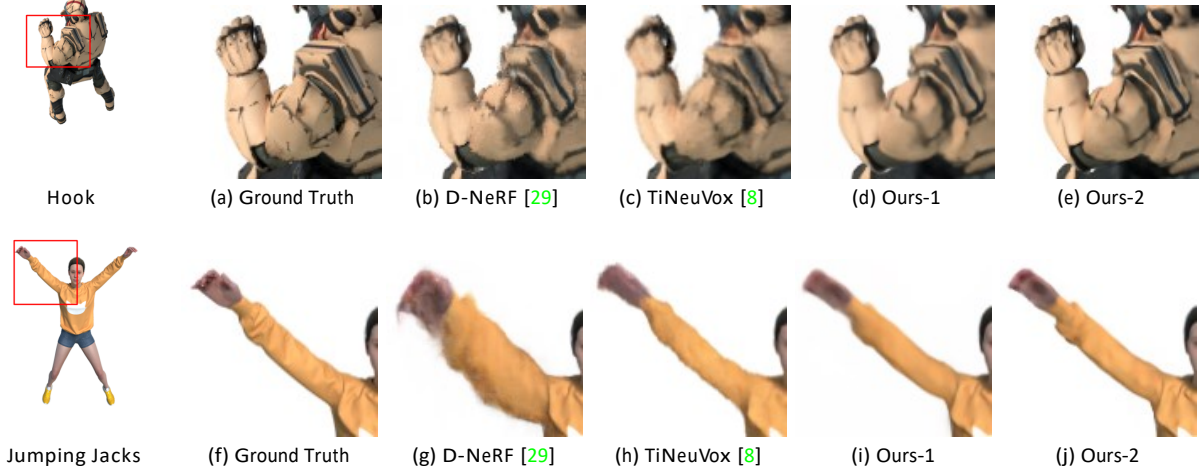 Hook (a) Ground Truth (b) D-NeRF [29] (c) TiNeuVox [8] (d) Ours-1 (e) Ours-2
Jumping Jacks (f) Ground Truth (g) D-NeRF [29] (h) TiNeuVox [8] (i) Ours-1 (j) Ours-2